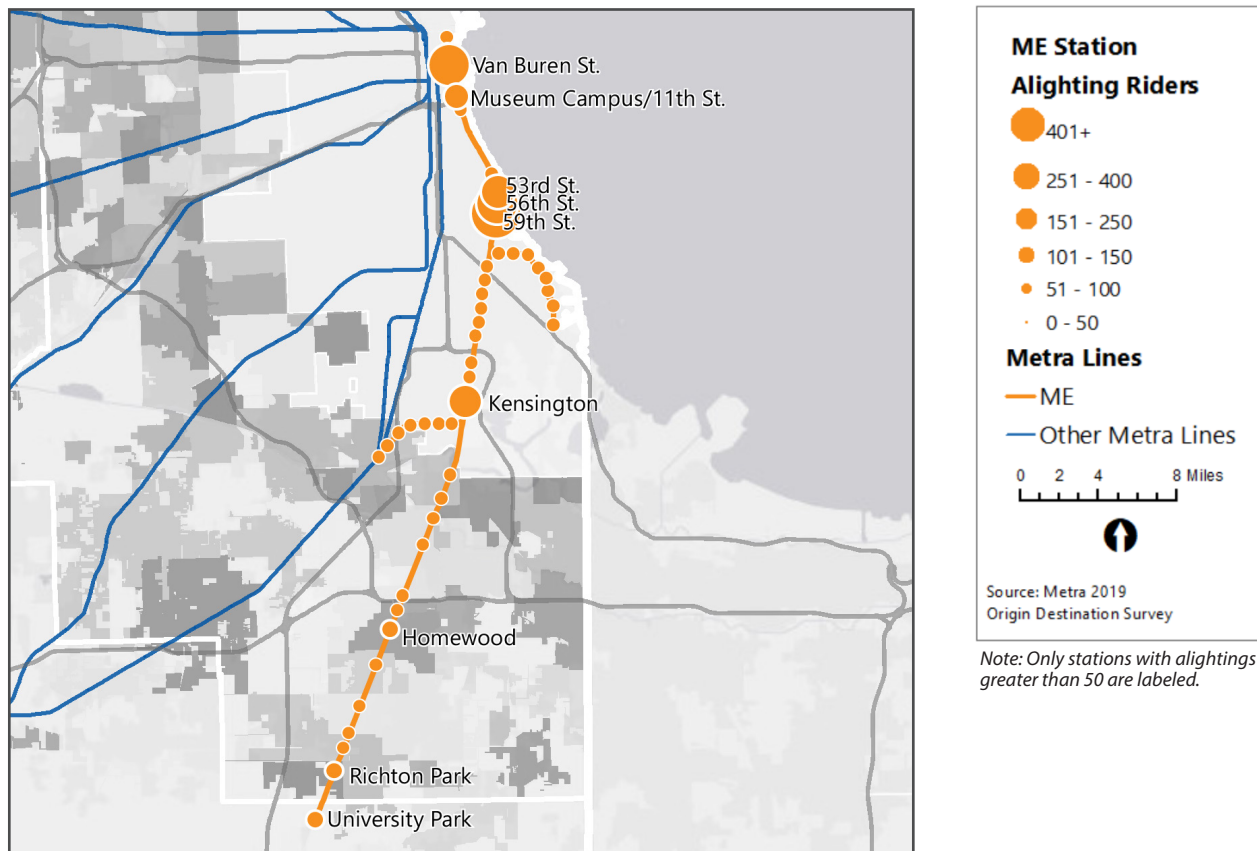 Van Buren St.
Museum Campus/11th St.
53rd St.
56th St.
59th St.
Kensington
Homewood
Richton Park
University Park
ME Station
Alighting Riders
401+
251 - 400
151 - 250
101 - 150
51 - 100
0 - 50
Metra Lines
ME
Other Metra Lines
0 2 4 8 Miles
Source: Metra 2019
Origin Destination Survey
Note: Only stations with alightings
greater than 50 are labeled.